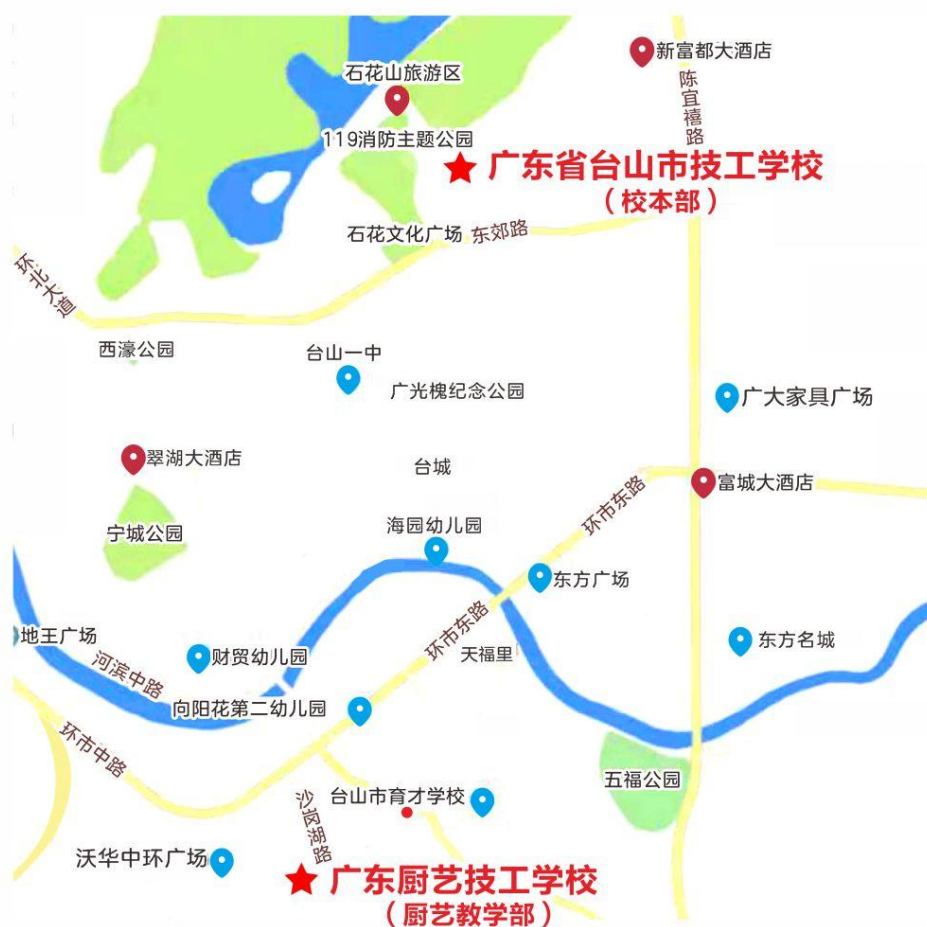 新富都大酒店
石花山旅游区
陈宜禧路
119消防主题公园
广东省台山市技工学校
（校本部）
石花文化广场
东郊路
环北大道
西濠公园
台山一中
广光槐纪念公园
广大家具广场
翠湖大酒店
台城
富城大酒店
环市东路
宁城公园
海园幼儿园
东方广场
环市东路
地王广场
河滨中路
财贸幼儿园
天福里
东方名城
向阳花第二幼儿园
环市中路
五福公园
台山市育才学校
沙岗湖路
沃华中环广场
广东厨艺技工学校
（厨艺教学部）